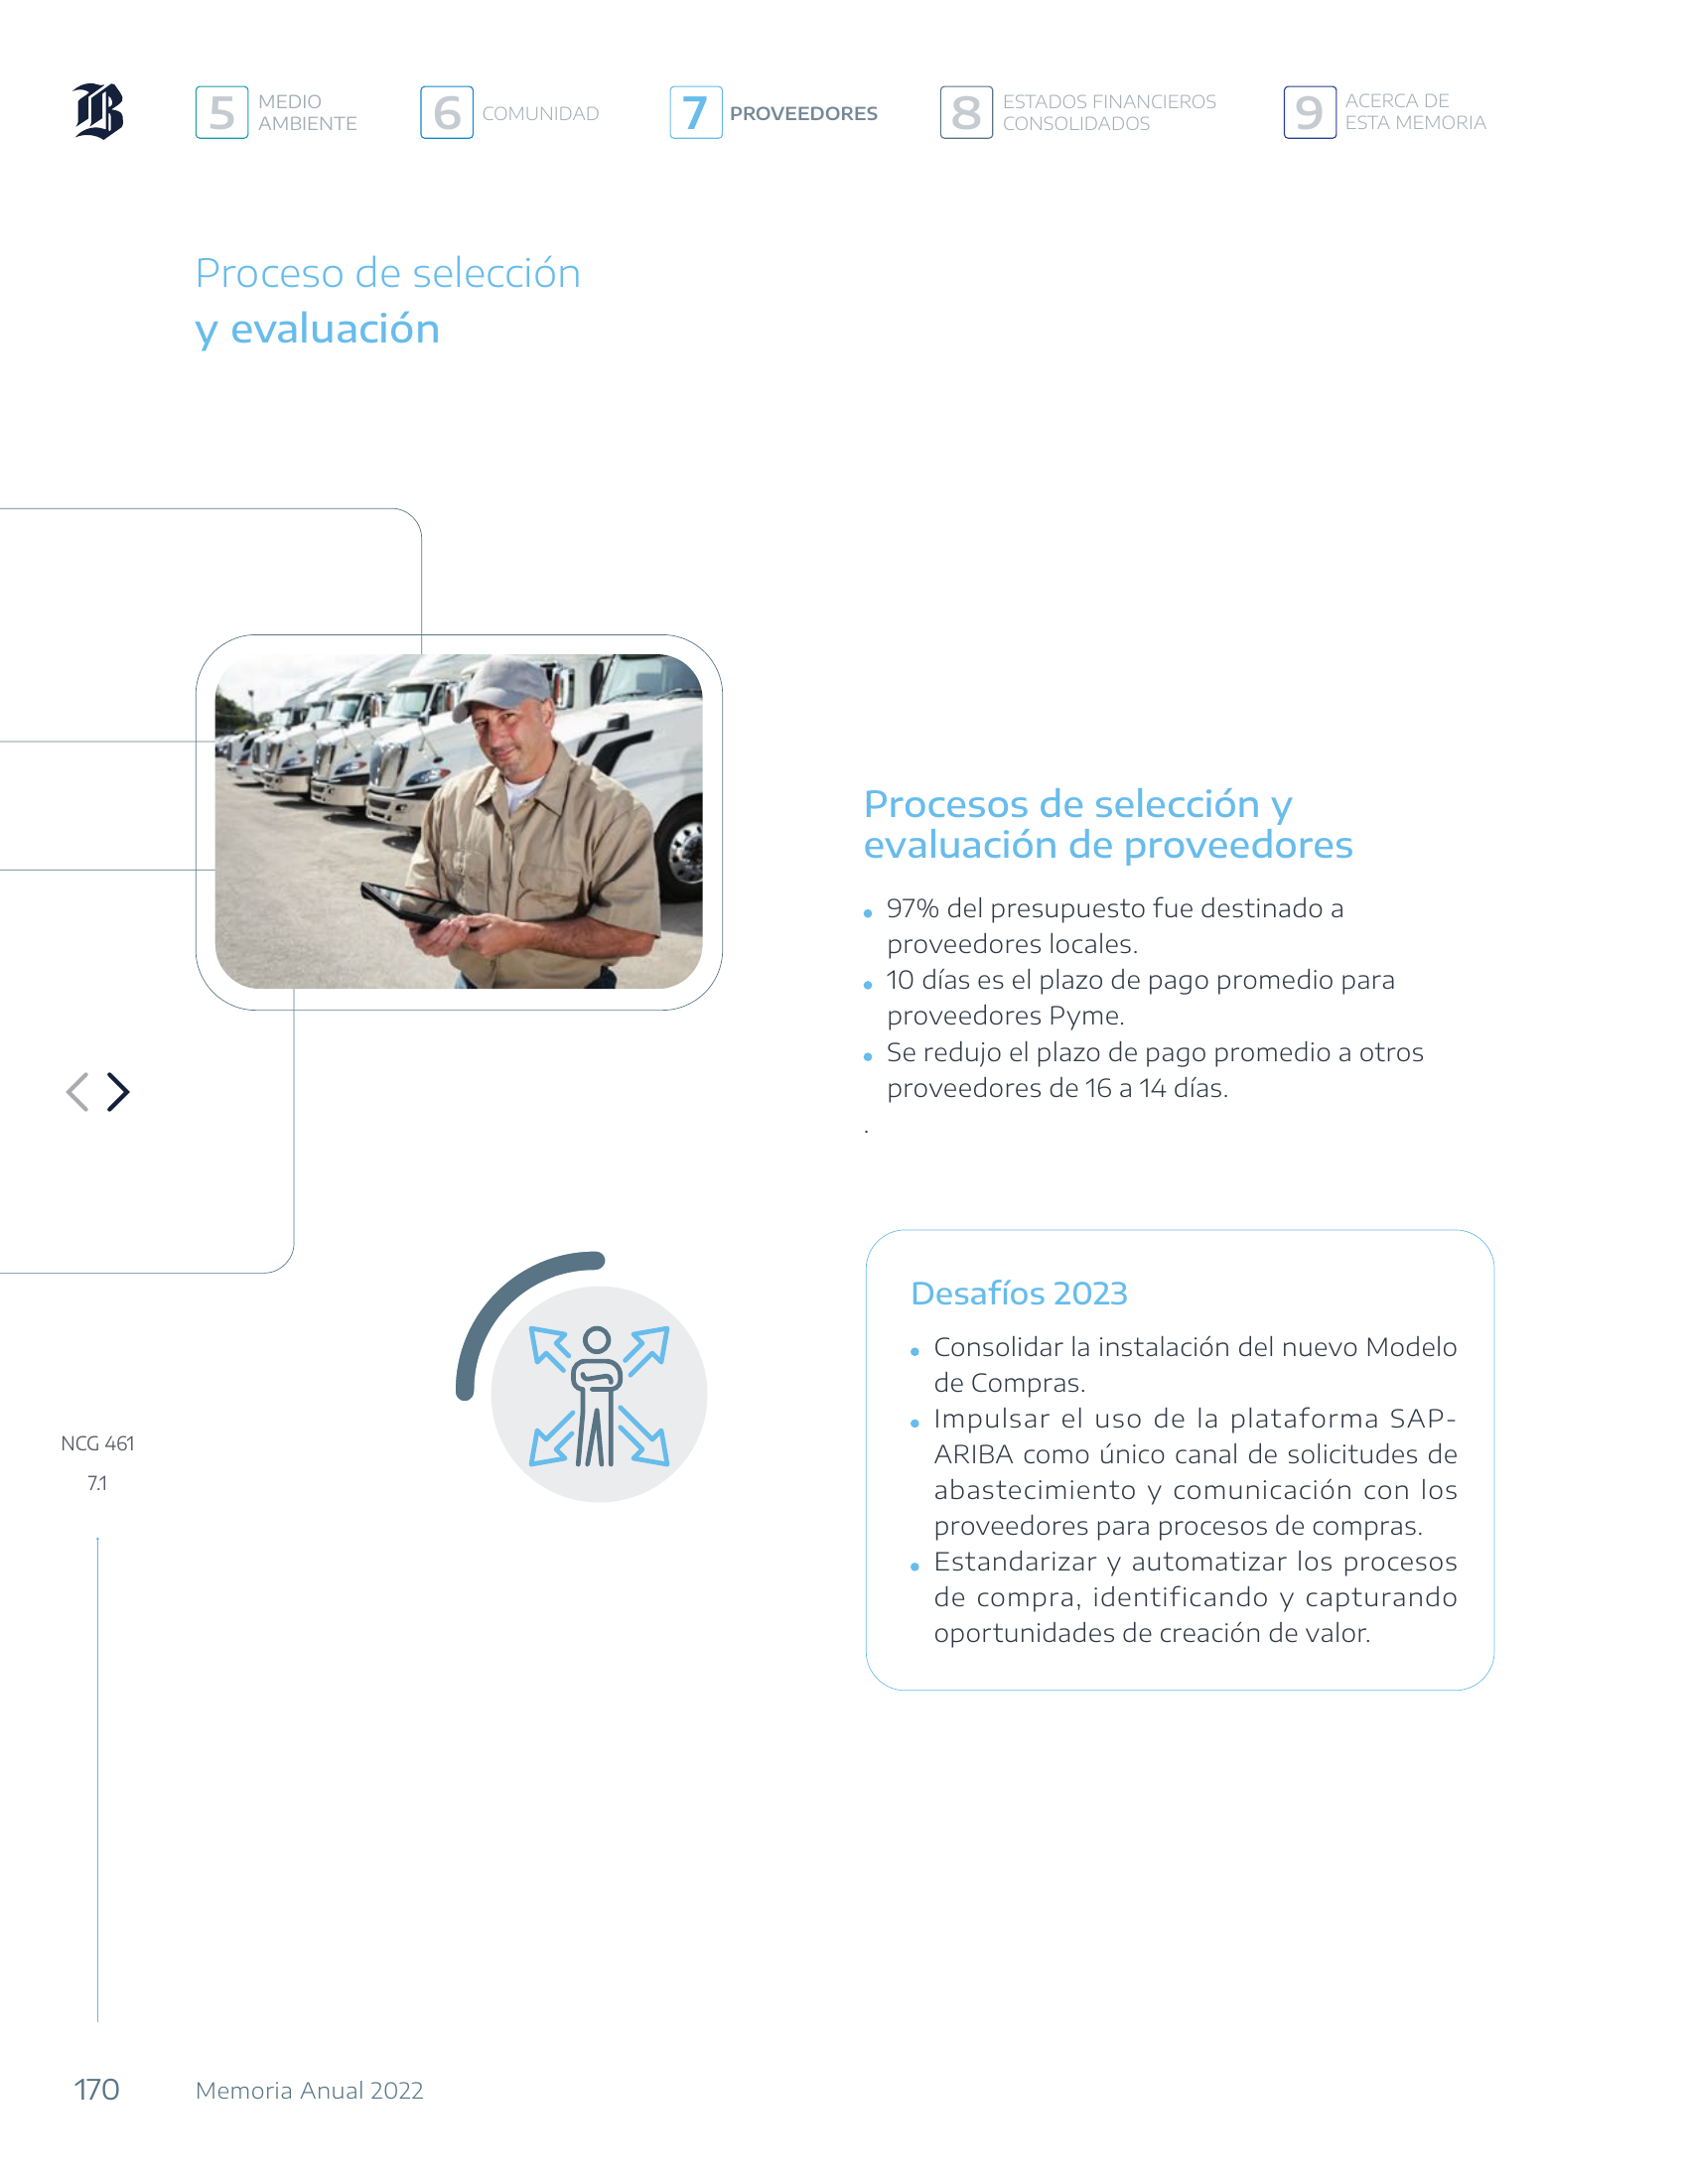 B
5
MEDIO
AMBIENTE
6
COMUNIDAD
7
PROVEEDORES
8
ESTADOS FINANCIEROS
CONSOLIDADOS
9
ACERCA DE
ESTA MEMORIA
Proceso de selección
y evaluación
Procesos de selección y
evaluación de proveedores
• 97% del presupuesto fue destinado a
proveedores locales.
• 10 días es el plazo de pago promedio para
proveedores Pyme.
• Se redujo el plazo de pago promedio a otros
proveedores de 16 a 14 días.
.
Desafíos 2023
• Consolidar la instalación del nuevo Modelo
de Compras.
• Impulsar el uso de la plataforma SAP-
ARIBA como único canal de solicitudes de
abastecimiento y comunicación con los
proveedores para procesos de compras.
• Estandarizar y automatizar los procesos
de compra, identificando y capturando
oportunidades de creación de valor.
NCG 461
7.1
170
Memoria Anual 2022